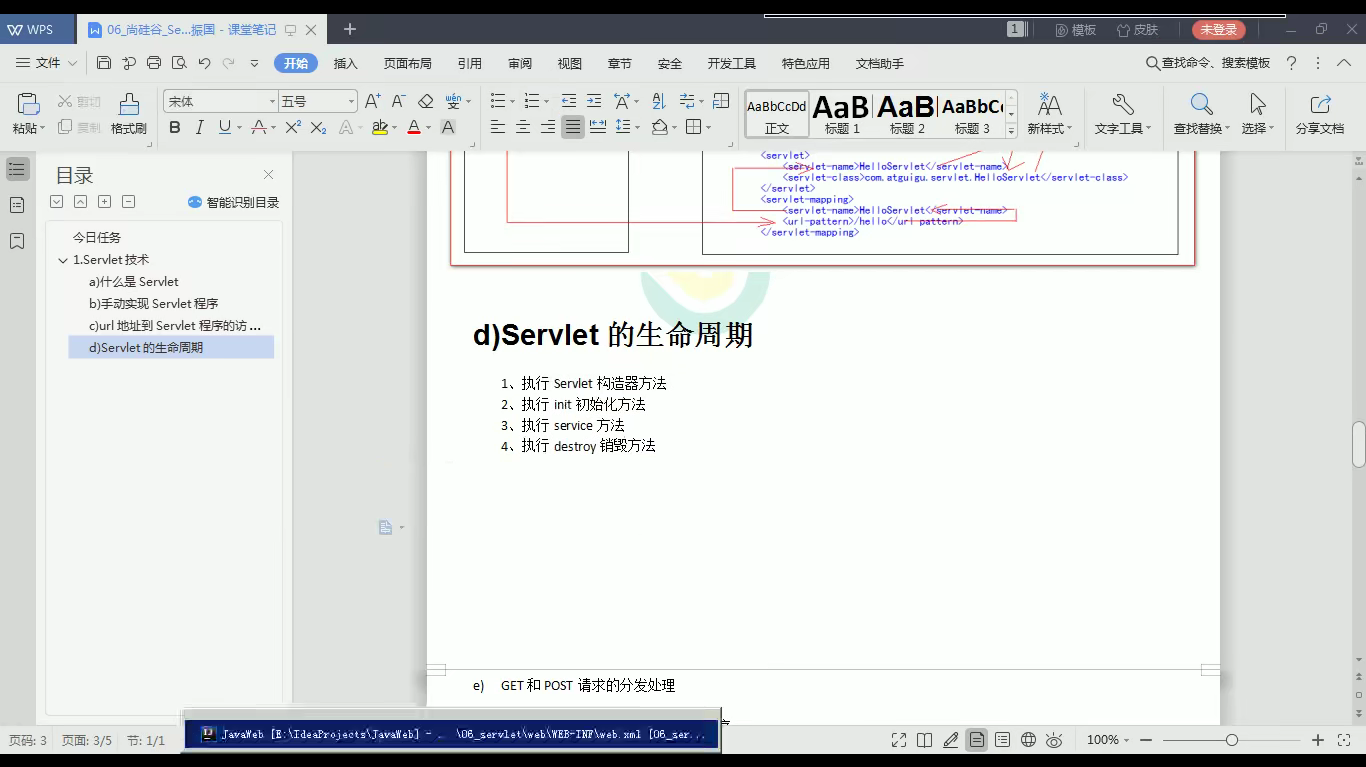 WPS
06_尚硅谷_Se...振国 - 课堂笔记
1
模板
皮肤
未登录
文件
开始
插入
页面布局
引用
审阅
视图
章节
安全
开发工具
特色应用
文档助手
查找命令、搜索模板
粘贴
剪切
复制
格式刷
宋体
五号
AaBbCcDd
正文
AaB
标题 1
AaB
标题 2
AaBbC
标题 3
新样式
文字工具
查找替换
选择
分享文档
目录
智能识别目录
今日任务
1.Servlet 技术
a)什么是 Servlet
b)手动实现 Servlet 程序
c)url 地址到 Servlet 程序的访 ...
d)Servlet 的生命周期
<servlet>
<servlet-name>HelloServlet</servlet-name>
<servlet-class>com.atguigu.servlet.HelloServlet</servlet-class>
</servlet>
<servlet-mapping>
<servlet-name>HelloServlet</servlet-name>
<url-pattern>/hello</url-pattern>
</servlet-mapping>
d)Servlet 的生命周期
1、执行 Servlet 构造器方法
2、执行 init 初始化方法
3、执行 service 方法
4、执行 destroy 销毁方法
e) GET 和 POST 请求的分发处理
JavaWeb [E:\IdeaProjects\JavaWeb] - ...\06_servlet\web\WEB-INF\web.xml [06_ser...
页码: 3
页面: 3/5
节: 1/1
100%